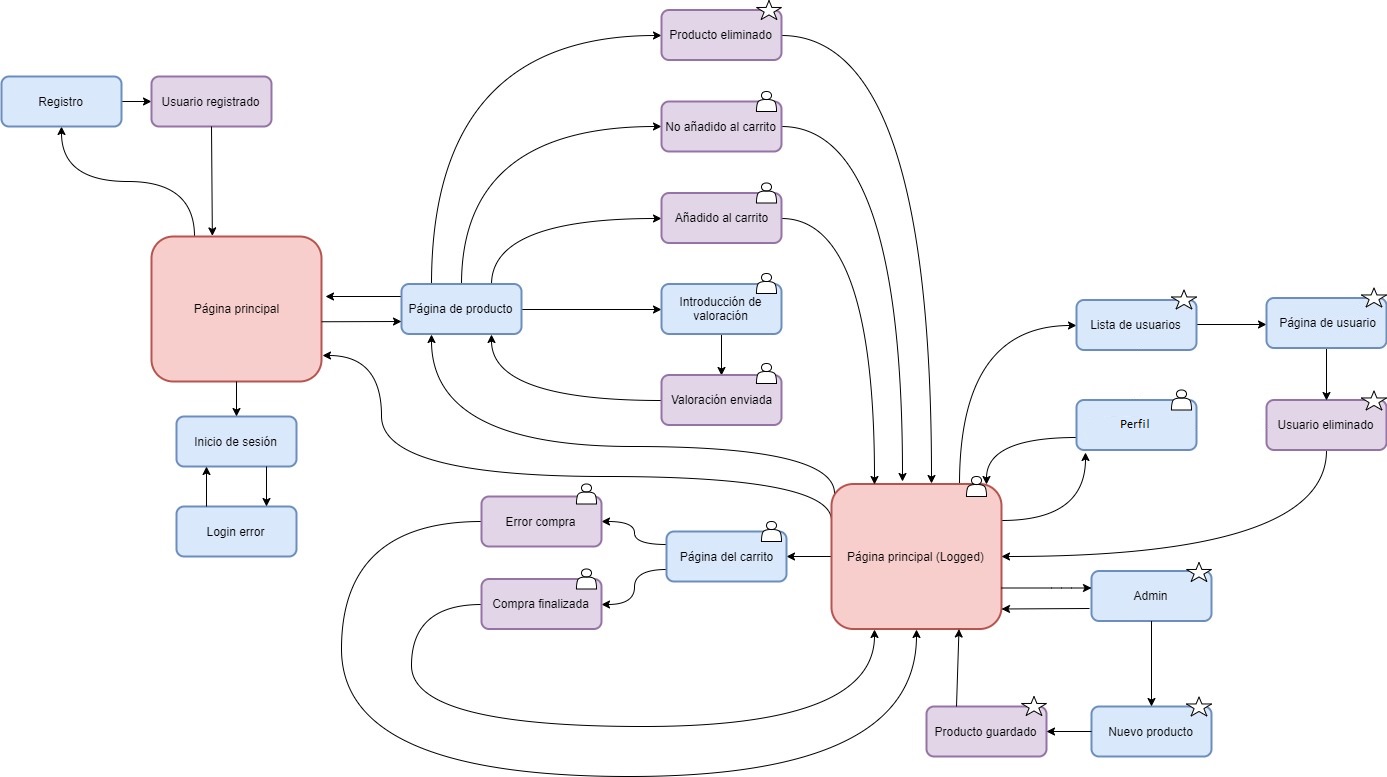 Producto eliminado
Registro
Usuario registrado
No añadido al carrito
Añadido al carrito
Página principal
Página de producto
Introducción de
valoración
Lista de usuarios
Página de usuario
Valoración enviada
Perfil
Usuario eliminado
Inicio de sesión
Login error
Error compra
Página del carrito
Página principal (Logged)
Compra finalizada
Admin
Producto guardado
Nuevo producto